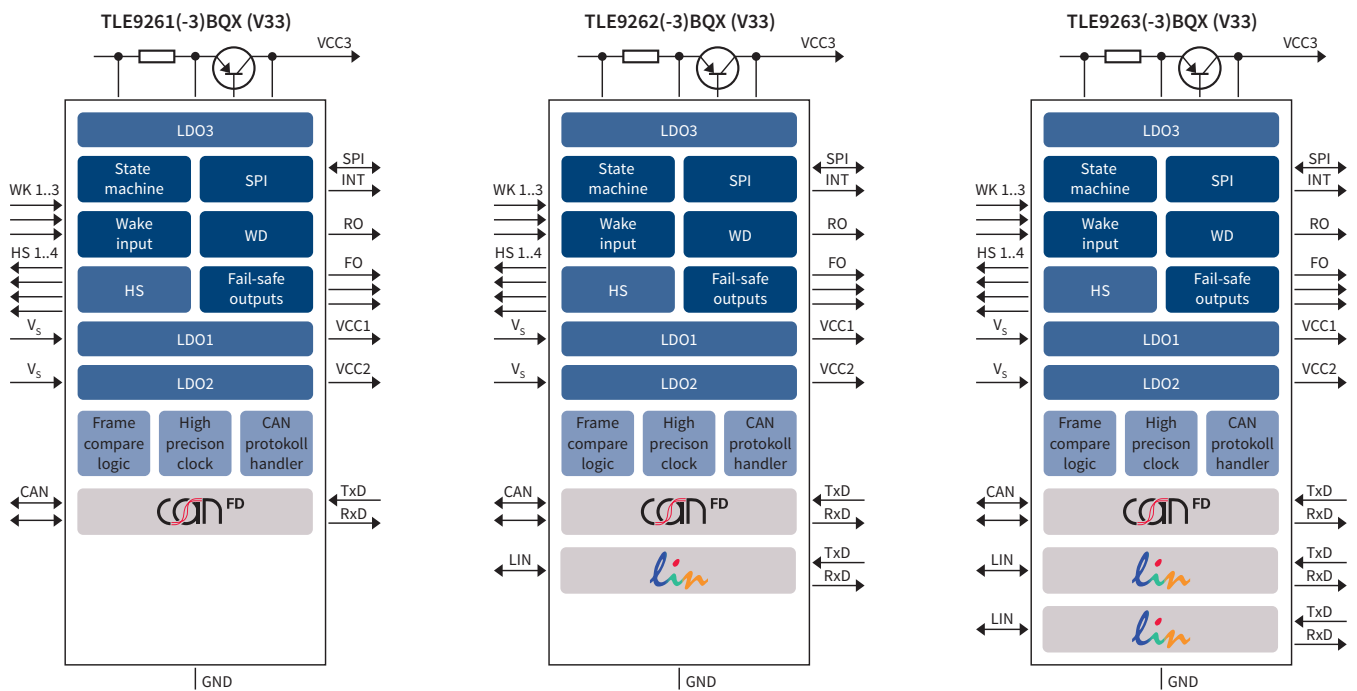 TLE9261(-3)BQX (V33)
VCC3
LDO3
State
machine
SPI
SPI
INT
WK 1..3
Wake
input
WD
RO
HS 1..4
HS
Fail-safe
outputs
FO
VS
LDO1
VCC1
VS
LDO2
VCC2
Frame
compare
logic
High
precison
clock
CAN
protokoll
handler
CAN
CAN FD
TxD
RxD
GND
TLE9262(-3)BQX (V33)
VCC3
LDO3
State
machine
SPI
SPI
INT
WK 1..3
Wake
input
WD
RO
HS 1..4
HS
Fail-safe
outputs
FO
VS
LDO1
VCC1
VS
LDO2
VCC2
Frame
compare
logic
High
precison
clock
CAN
protokoll
handler
CAN
CAN FD
TxD
RxD
LIN
lin
TxD
RxD
GND
TLE9263(-3)BQX (V33)
VCC3
LDO3
State
machine
SPI
SPI
INT
WK 1..3
Wake
input
WD
RO
HS 1..4
HS
Fail-safe
outputs
FO
VS
LDO1
VCC1
VS
LDO2
VCC2
Frame
compare
logic
High
precison
clock
CAN
protokoll
handler
CAN
CAN FD
TxD
RxD
LIN
lin
TxD
RxD
LIN
lin
TxD
RxD
GND